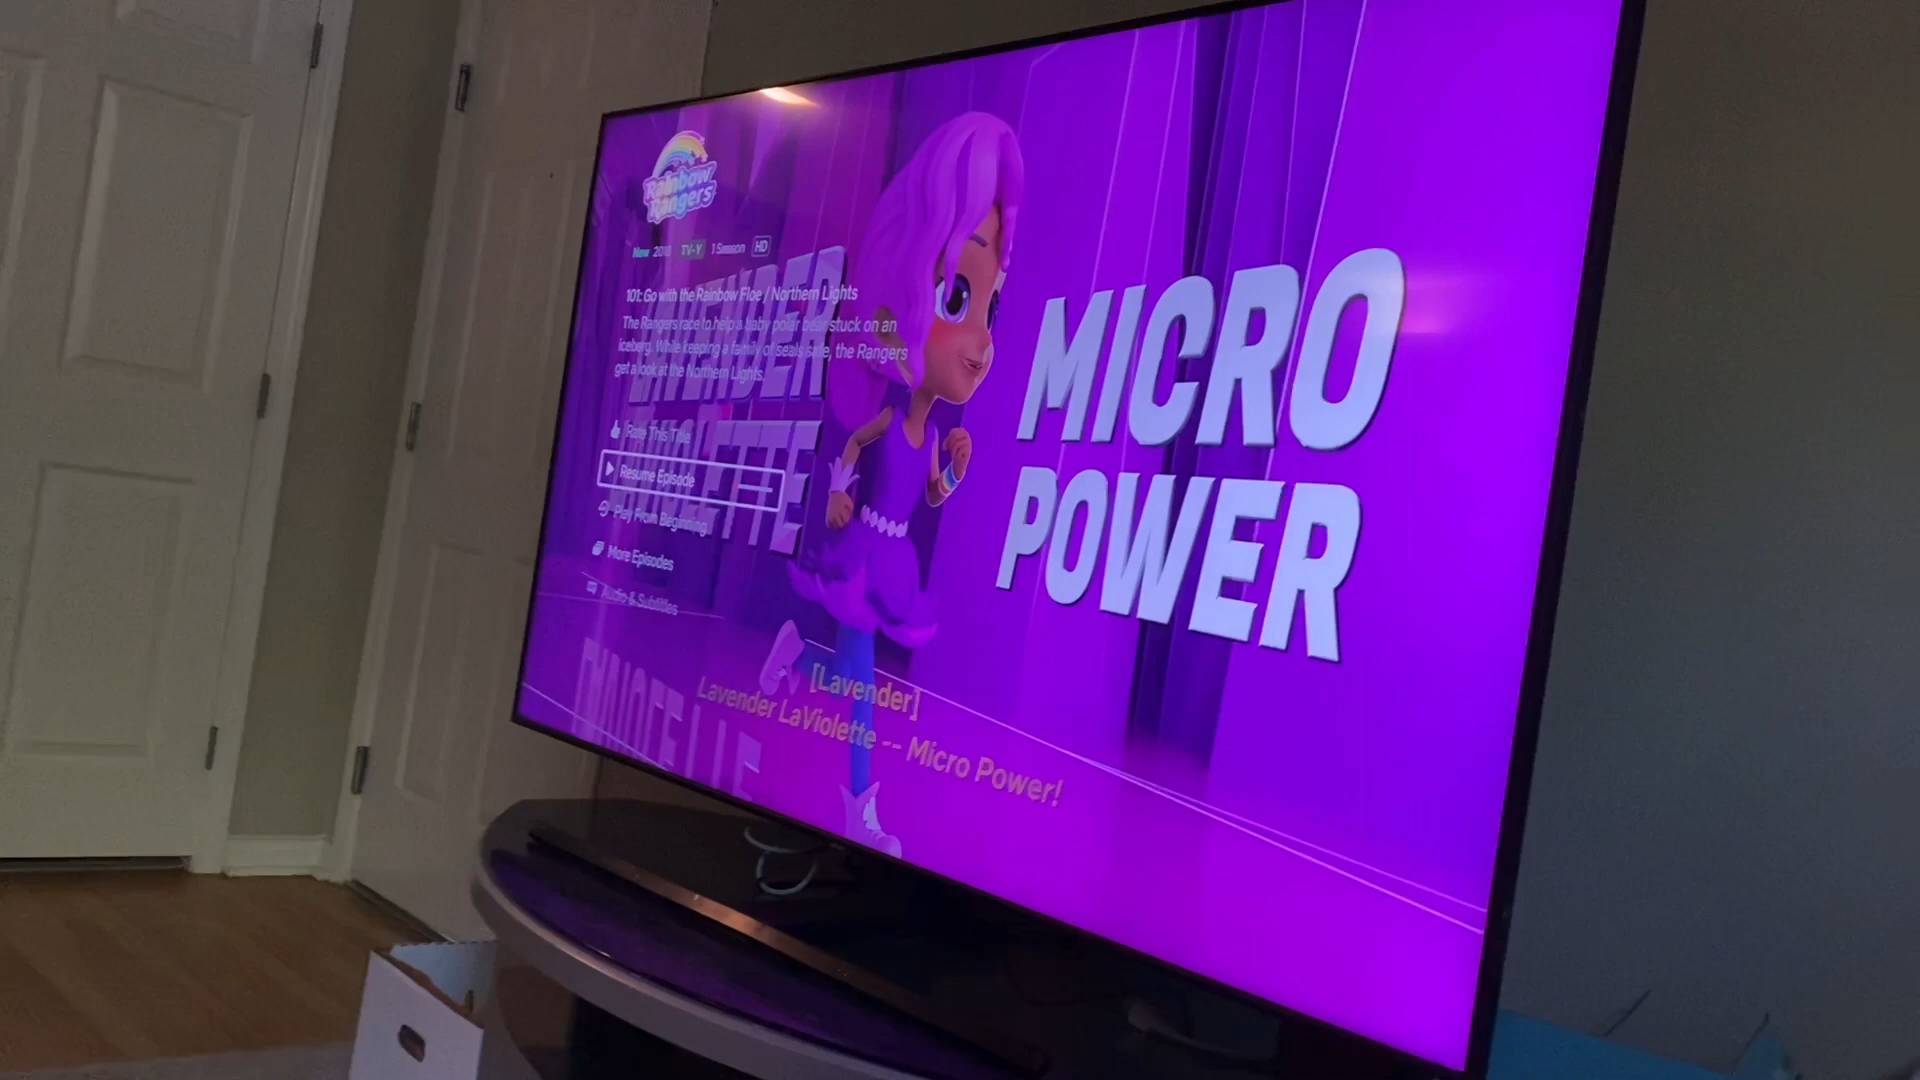 Rainbow
Rangers
New 2018 TV-Y 1 Season HD
101: Go with the Rainbow Floe / Northern Lights
The Rangers race to help a baby polar bear stuck on an
iceberg. While keeping a family of seals safe, the Rangers
get a look at the Northern Lights.
Rate This Title
Resume Episode
Play From Beginning
More Episodes
Audio & Subtitles
LAVENDER
LAVIOLETTE
MICRO
POWER
[Lavender]
Lavender LaViolette -- Micro Power!